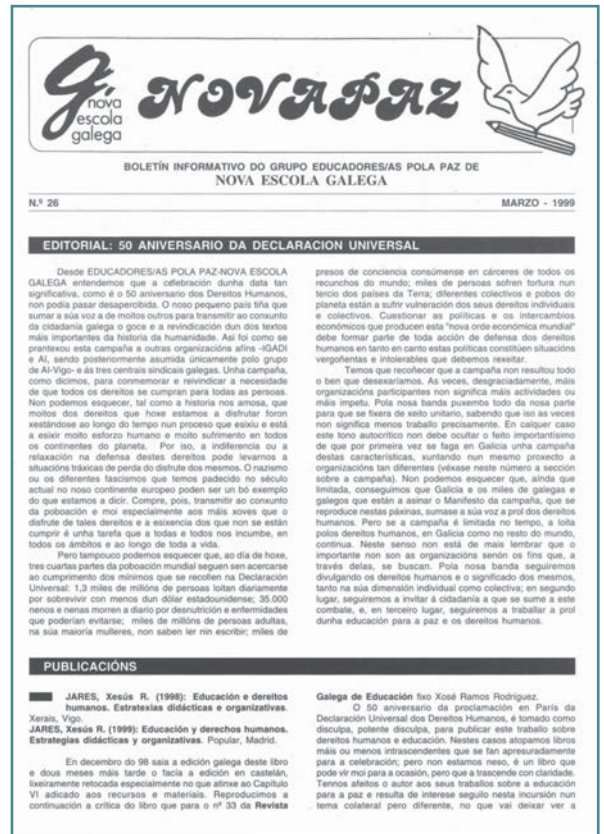 nova
escola
galega
NOVAPAZ
BOLETÍN INFORMATIVO DO GRUPO EDUCADORES/AS POLA PAZ DE
NOVA ESCOLA GALEGA
N.º 26
MARZO - 1999
EDITORIAL: 50 ANIVERSARIO DA DECLARACION UNIVERSAL
Desde EDUCADORES/AS POLA PAZ-NOVA ESCOLA
GALEGA entendemos que a celebración dunha data tan
significativa, como é o 50 aniversario dos Dereitos Humanos,
non podía pasar desapercibida. O noso pequeno país tiña que
sumar a súa voz a de moitos outros para transmitir ao conxunto
da cidadanía galega o goce e a revindicación dun dos textos
máis importantes da historia da humanidade. Así foi como se
prantexou esta campaña a outras organizacións afins -IGADI
e AI, sendo posteriormente asumida únicamente polo grupo
de AI-Vigo- e ás tres centrais sindicais galegas. Unha campaña,
como dicimos, para conmemorar e reivindicar a necesidade
de que todos os dereitos se cumpran para todas as persoas.
Non podemos esquecer, tal como a historia nos amosa, que
moitos dos dereitos que hoxe estamos a disfrutar foron
xestándose ao longo do tempo nun proceso que esixiu e está
a esixir moito esforzo humano e moito sufrimento en todos
os continentes do planeta. Por iso, a indiferencia ou a
relaxación na defensa destes dereitos pode levarnos a
situacións tráxicas de perda do disfrute dos mesmos. O nazismo
ou os diferentes fascismos que temos padecido no século
actual no noso continente europeo poden ser un bó exemplo
do que estamos a dicir. Compre, pois, transmitir ao conxunto
da poboación e moi especialmente aos máis xoves que o
disfrute de tales dereitos e a esixencia dos que non se están
cumprir é unha tarefa que a todas e todos nos incumbe, en
todos os ámbitos e ao longo de toda a vida.
Pero tampouco podemos esquecer que, ao día de hoxe,
tres cuartas partes da poboación mundial seguen sen acercarse
ao cumprimento dos mínimos que se recollen na Declaración
Universal: 1,3 miles de millóns de persoas loitan diariamente
por sobrevivir con menos dun dólar estadounidense; 35.000
nenos e nenas morren a diario por desnutrición e enfermidades
que poderían evitarse; miles de millóns de persoas adultas,
na súa maioría mulleres, non saben ler nin escribir; miles de
presos de conciencia consúmense en cárceres de todos os
recunchos do mundo; miles de persoas sofren tortura nun
tercio dos países da Terra; diferentes colectivos e pobos do
planeta están a sufrir vulneración dos seus dereitos individuais
e colectivos. Cuestionar as políticas e os intercambios
económicos que producen esta "nova orde económica mundial"
debe formar parte de toda acción de defensa dos dereitos
humanos en tanto en canto estas políticas constitúen situacións
vergoñentas e intolerables que debemos rexeitar.
Temos que recoñecer que a campaña non resultou todo
o ben que desexaríamos. As veces, desgraciadamente, máis
organizacións participantes non significa máis actividades ou
máis ímpetu. Pola nosa banda puxembs todo da nosa parte
para que se fixera de xeito unitario, sabendo que iso as veces
non significa menos traballo precisamente. En calquer caso
este tono autocrítico non debe ocultar o feito importantísimo
de que por primeira vez se faga en Galicia unha campaña
destas características, xuntando nun mesmo proxecto a
organizacións tan diferentes (véxase neste número a sección
sobre a campaña). Non podemos esquecer que, aínda que
limitada, conseguimos que Galicia e os miles de galegas e
galegos que están a asinar o Manifesto da campaña, que se
reproduce nestas páxinas, sumase a súa voz a prol dos dereitos
humanos. Pero se a campaña é limitada no tempo, a loita
polos dereitos humanos, en Galicia como no resto do mundo,
continua. Neste senso non está de mais lembrar que o
importante non son as organizacións senón os fins que, a
través delas, se buscan. Pola nosa banda seguiremos
divulgando os dereitos humanos e o significado dos mesmos,
tanto na súa dimensión individual como colectiva; en segundo
lugar, seguiremos a invitar á cidadanía a que se sume a este
combate, e, en terceiro lugar, seguiremos a traballar a prol
dunha educación para a paz e os dereitos humanos.
PUBLICACIÓNS
JARES, Xesús R. (1998): Educación e dereitos
humanos. Estratexias didácticas e organizativas.
Xerais, Vigo.
JARES, Xesús R. (1999): Educación y derechos humanos.
Estrategias didácticas y organizativas. Popular, Madrid.
En decembro do 98 saia a edición galega deste libro
e dous meses máis tarde o facía a edición en castelán,
lixeiramente retocada especialmente no que atinxe ao Capítulo
VI adicado aos recursos e materiais. Reproducimos a
continuación a crítica do libro que para o nº 33 da Revista
Galega de Educación fixo Xosé Ramos Rodríguez.
O 50 aniversario da proclamación en París da
Declaración Universal dos Dereitos Humanos, é tomado como
disculpa, potente disculpa, para publicar este traballo sobre
dereitos humanos e educación. Nestes casos atopamos libros
máis ou menos intrascendentes que se fan apresuradamente
para a celebración; pero non estamos neso, é un libro que
pode vir moi para a ocasión, pero que a trascende con claridade.
Tennos afeitos o autor aos seus traballos sobre a educación
para a paz e resulta de interese seguilo nesta incursión nun
tema colateral pero diferente, no que vai deixar ver a